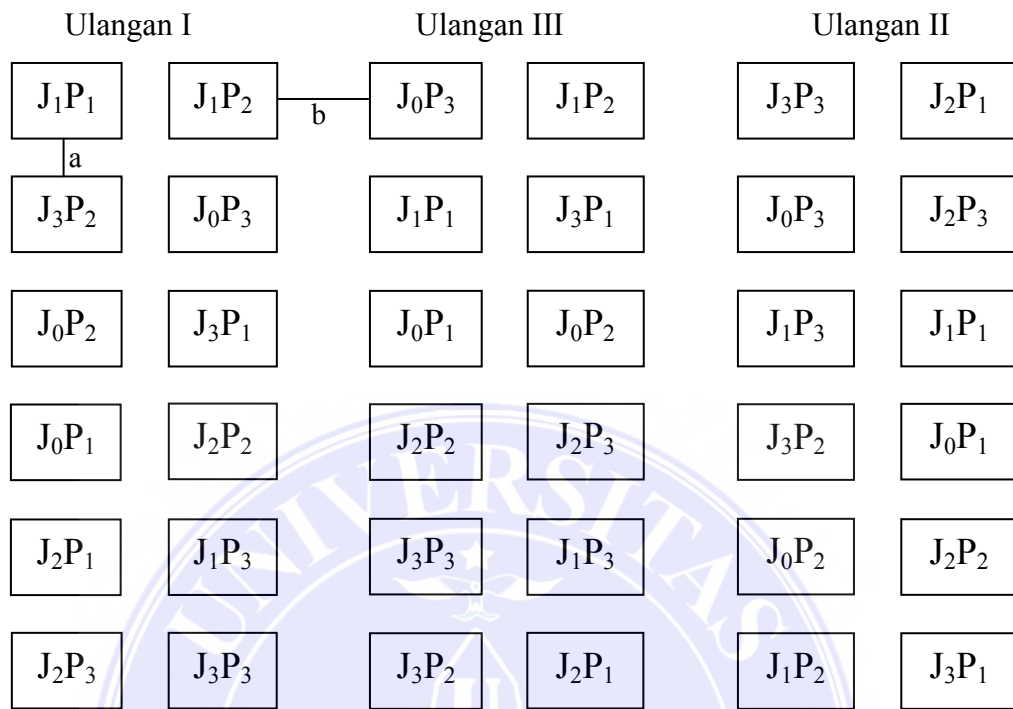 Ulangan I Ulangan III Ulangan II
J₁P₁ J₁P₂ b J₀P₃ J₁P₂ J₃P₃ J₂P₁
a
J₃P₂ J₀P₃ J₁P₁ J₃P₁ J₀P₃ J₂P₃
J₀P₂ J₃P₁ J₀P₁ J₀P₂ J₁P₃ J₁P₁
J₀P₁ J₂P₂ J₂P₂ J₂P₃ J₃P₂ J₀P₁
J₂P₁ J₁P₃ J₃P₃ J₁P₃ J₀P₂ J₂P₂
J₂P₃ J₃P₃ J₃P₂ J₂P₁ J₁P₂ J₃P₁
UNIVERSITAS